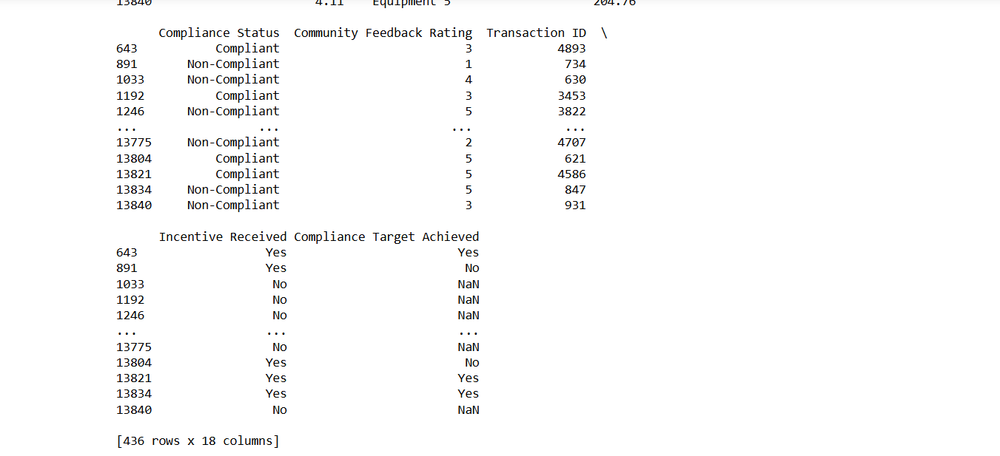 13840 4.11 Equipment 5 204.76
Compliance Status Community Feedback Rating Transaction ID \
643 Compliant 3 4893
891 Non-Compliant 1 734
1033 Non-Compliant 4 630
1192 Compliant 3 3453
1246 Non-Compliant 5 3822
... ... ... ...
13775 Non-Compliant 2 4707
13804 Compliant 5 621
13821 Compliant 5 4586
13834 Non-Compliant 5 847
13840 Non-Compliant 3 931
Incentive Received Compliance Target Achieved
643 Yes Yes
891 Yes No
1033 No NaN
1192 No NaN
1246 No NaN
... ... ...
13775 No NaN
13804 Yes No
13821 Yes Yes
13834 Yes Yes
13840 No NaN
[436 rows x 18 columns]